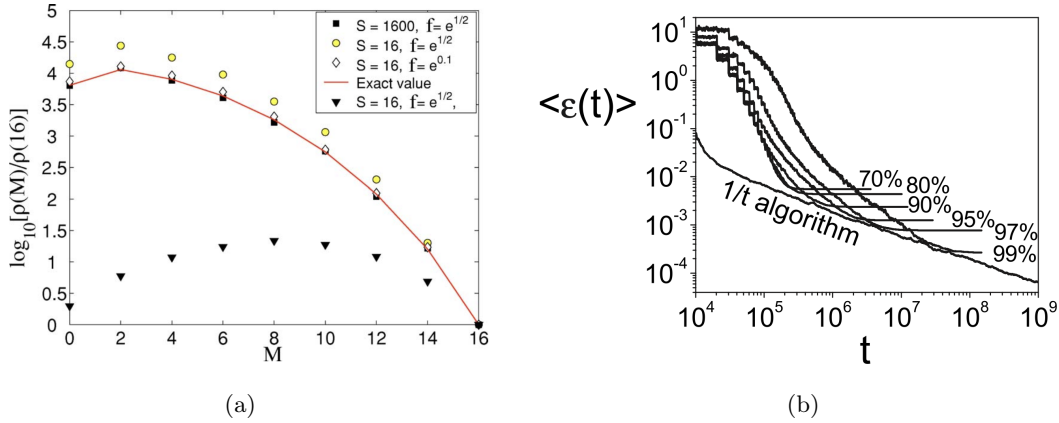 5
4.5
4
3.5
3
2.5
2
1.5
1
0.5
0
log10[ρ(M)/ρ(16)]
S = 1600, f= e^1/2
S = 16, f= e^1/2
S = 16, f= e^0.1
Exact value
S = 16, f= e^1/2,
0 2 4 6 8 10 12 14 16
M
(a)
<ε(t)>
10^1
10^0
10^-1
10^-2
10^-3
10^-4
70%
80%
90%
95%
97%
99%
1/t algorithm
10^4 10^5 10^6 10^7 10^8 10^9
t
(b)